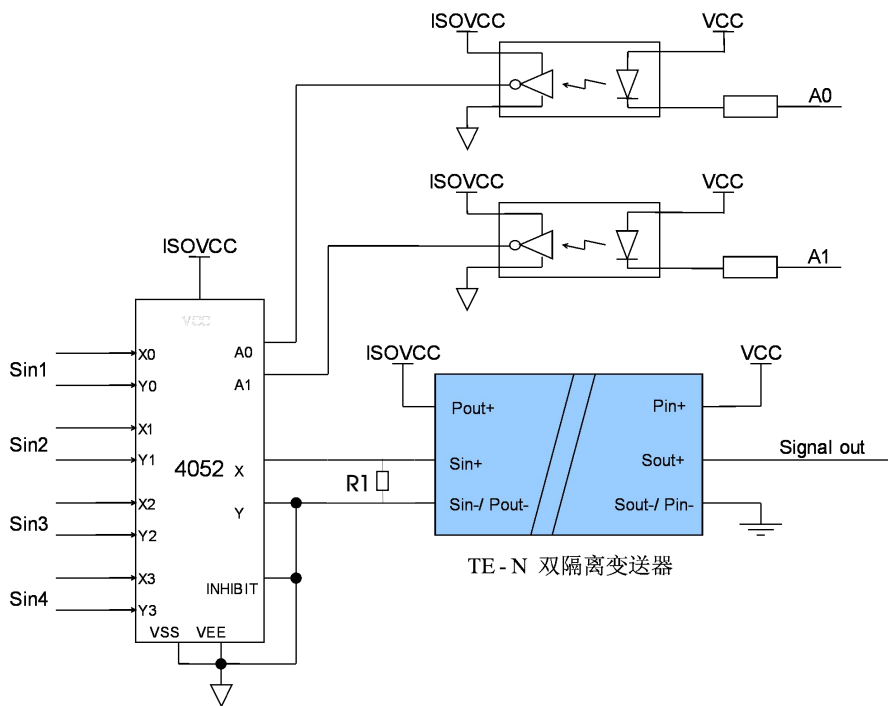 ISOVCC
VCC
A0
ISOVCC
VCC
A1
ISOVCC
VCC
Sin1
X0
A0
Y0
A1
Sin2
X1
Y1
4052
X
Sin3
X2
Y
Y2
Sin4
X3
INHIBIT
Y3
VSS
VEE
R1
ISOVCC
VCC
Pout+
Pin+
Sin+
Sout+
Signal out
Sin-/ Pout-
Sout-/ Pin-
TE-N 双隔离变送器